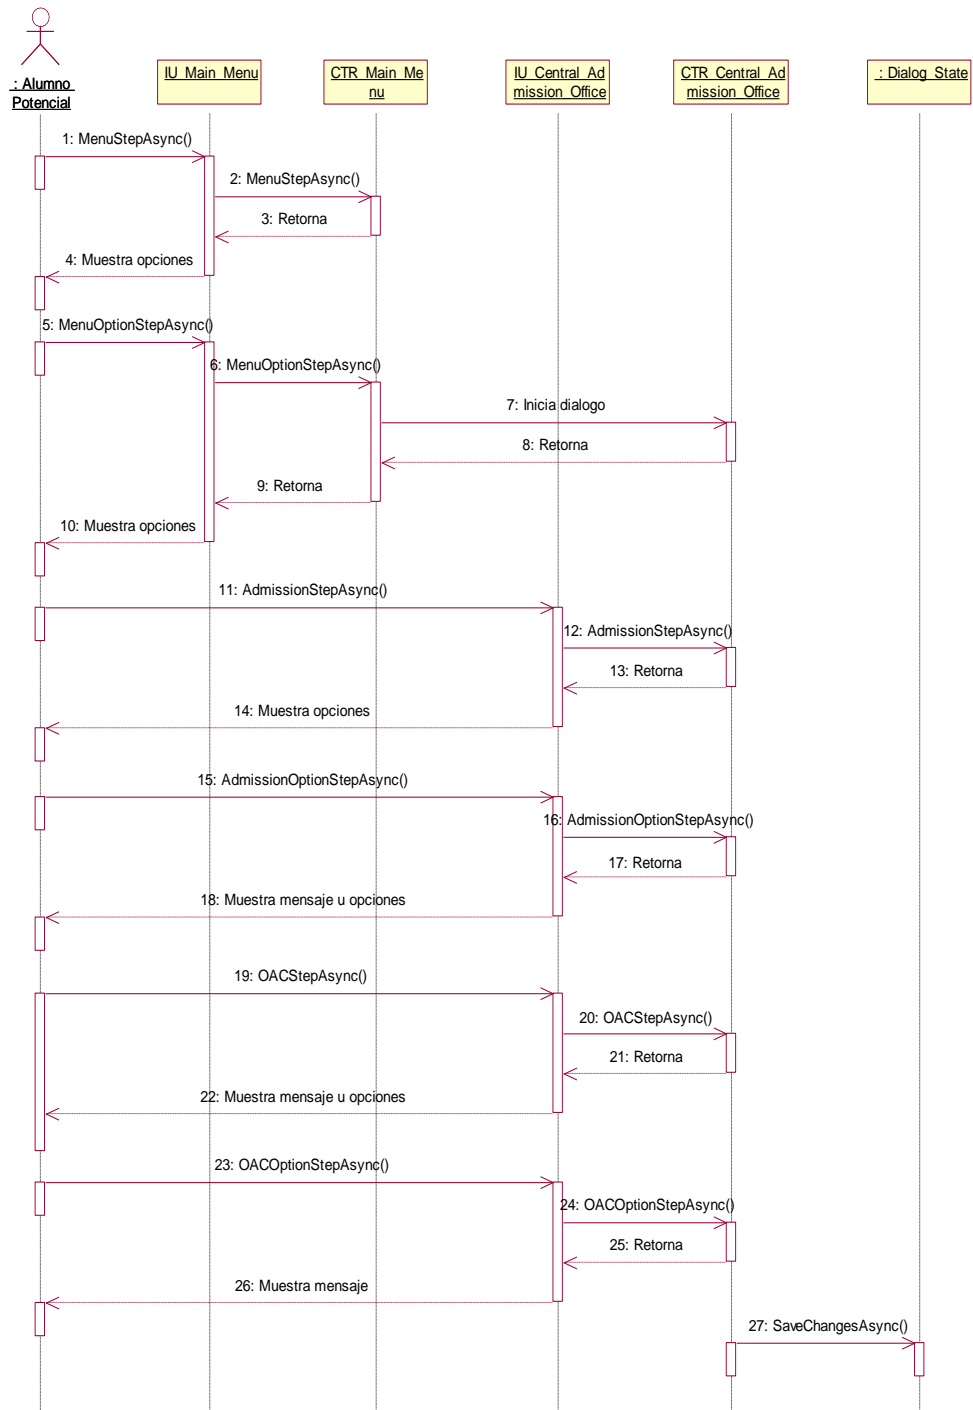 : Alumno
Potencial
IU_Main_Menu
CTR_Main_Me
nu
IU_Central_Ad
mission_Office
CTR_Central_Ad
mission_Office
: Dialog_State
1: MenuStepAsync()
2: MenuStepAsync()
3: Retorna
4: Muestra opciones
5: MenuOptionStepAsync()
6: MenuOptionStepAsync()
7: Inicia dialogo
8: Retorna
9: Retorna
10: Muestra opciones
11: AdmissionStepAsync()
12: AdmissionStepAsync()
13: Retorna
14: Muestra opciones
15: AdmissionOptionStepAsync()
16: AdmissionOptionStepAsync()
17: Retorna
18: Muestra mensaje u opciones
19: OACStepAsync()
20: OACStepAsync()
21: Retorna
22: Muestra mensaje u opciones
23: OACOptionStepAsync()
24: OACOptionStepAsync()
25: Retorna
26: Muestra mensaje
27: SaveChangesAsync()